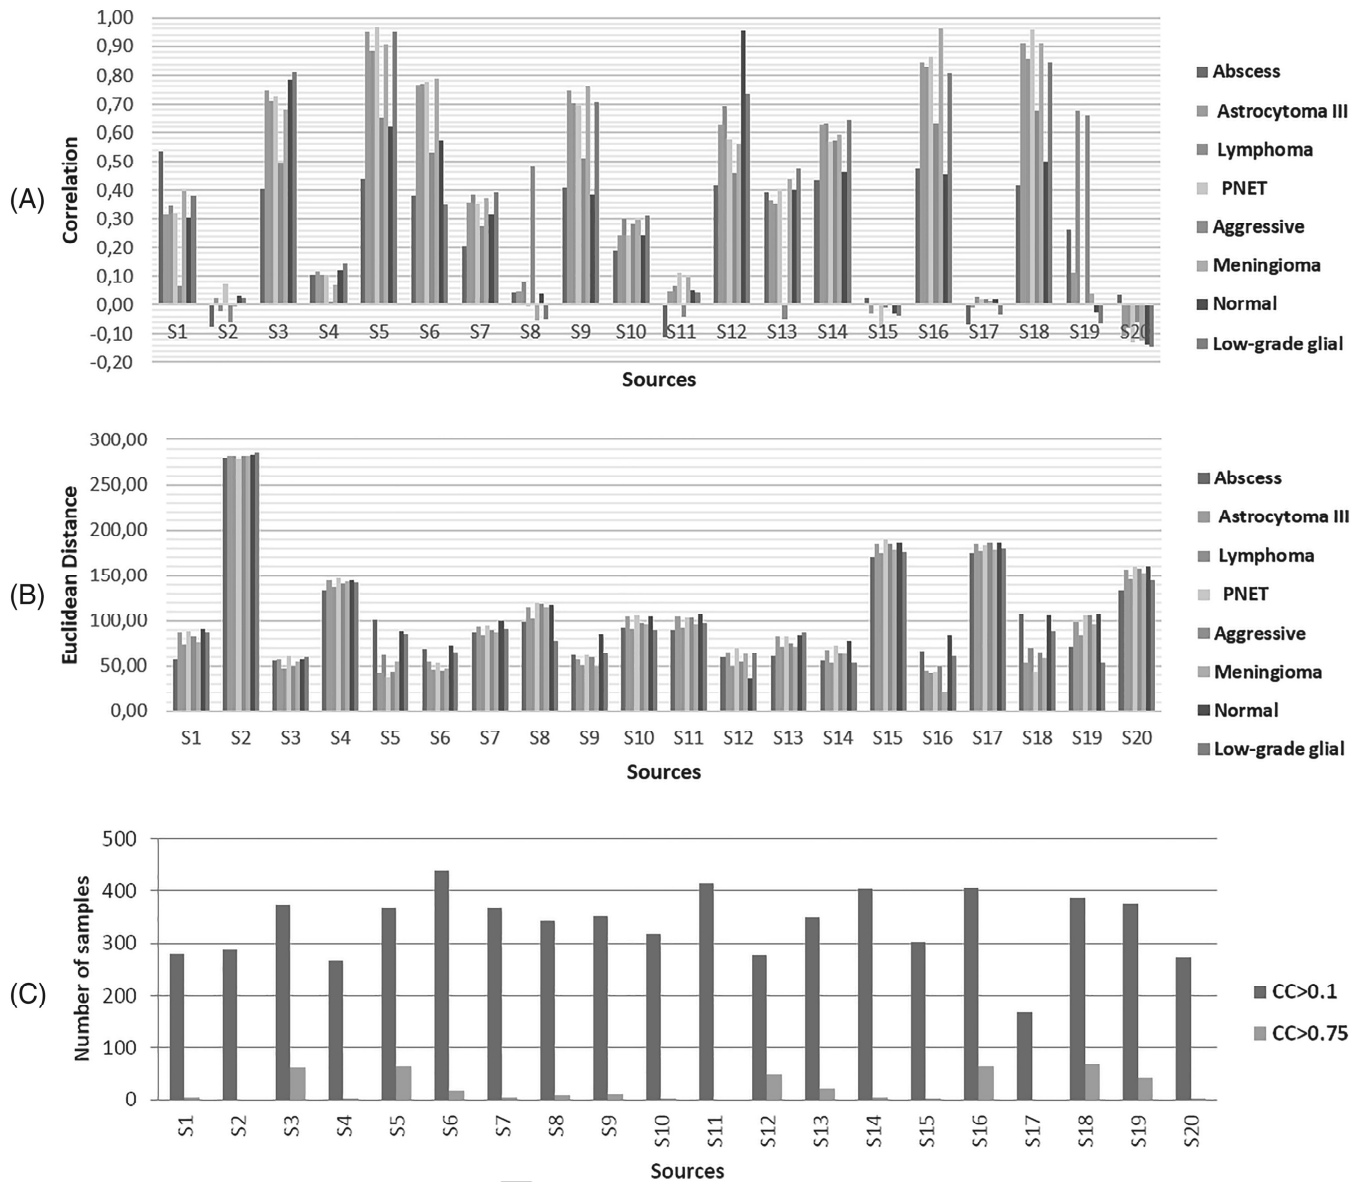 (A)
Correlation
1,00
0,90
0,80
0,70
0,60
0,50
0,40
0,30
0,20
0,10
0,00
-0,10
-0,20
S1 S2 S3 S4 S5 S6 S7 S8 S9 S10 S11 S12 S13 S14 S15 S16 S17 S18 S19 S20
Sources
Abscess
Astrocytoma III
Lymphoma
PNET
Aggressive
Meningioma
Normal
Low-grade glial
(B)
Euclidean Distance
300,00
250,00
200,00
150,00
100,00
50,00
0,00
S1 S2 S3 S4 S5 S6 S7 S8 S9 S10 S11 S12 S13 S14 S15 S16 S17 S18 S19 S20
Sources
Abscess
Astrocytoma III
Lymphoma
PNET
Aggressive
Meningioma
Normal
Low-grade glial
(C)
Number of samples
500
400
300
200
100
0
S1 S2 S3 S4 S5 S6 S7 S8 S9 S10 S11 S12 S13 S14 S15 S16 S17 S18 S19 S20
Sources
CC>0.1
CC>0.75